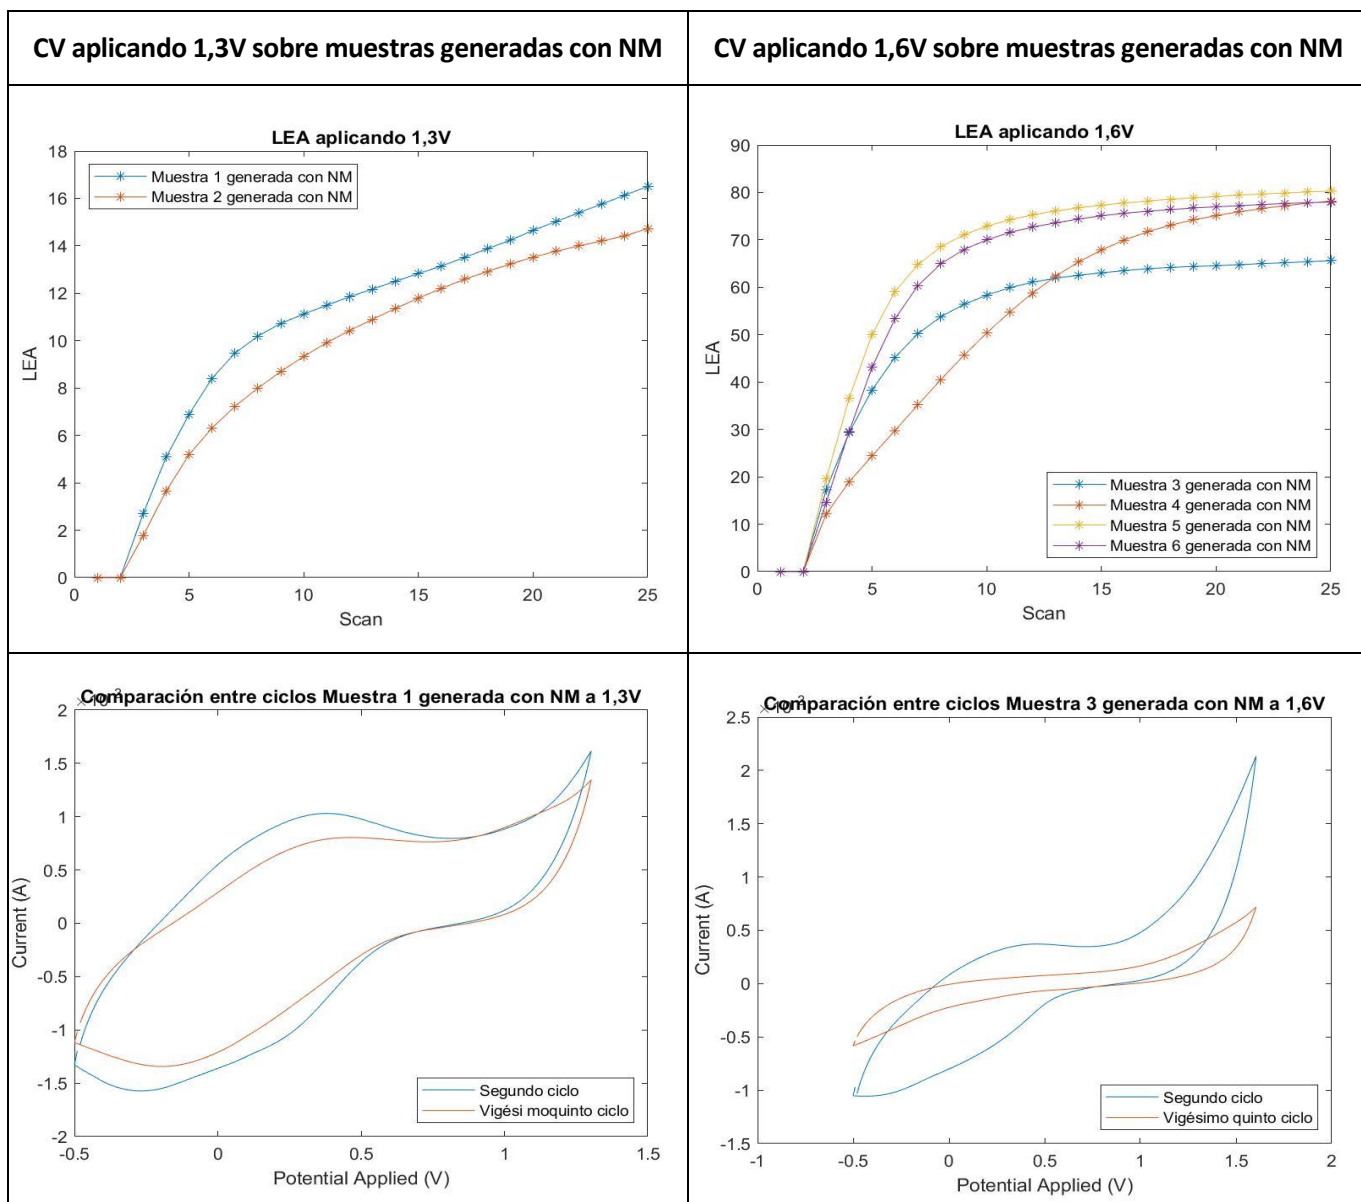 CV aplicando 1,3V sobre muestras generadas con NM
CV aplicando 1,6V sobre muestras generadas con NM
LEA aplicando 1,3V
18
16
14
12
10
8
6
4
2
0
LEA
Muestra 1 generada con NM
Muestra 2 generada con NM
0 5 10 15 20 25
Scan
LEA aplicando 1,6V
90
80
70
60
50
40
30
20
10
0
LEA
Muestra 3 generada con NM
Muestra 4 generada con NM
Muestra 5 generada con NM
Muestra 6 generada con NM
0 5 10 15 20 25
Scan
Comparación entre ciclos Muestra 1 generada con NM a 1,3V
2
1.5
1
0.5
0
-0.5
-1
-1.5
-2
Current (A)
Segundo ciclo
Vigési moquinto ciclo
-0.5 0 0.5 1 1.5
Potential Applied (V)
Comparación entre ciclos Muestra 3 generada con NM a 1,6V
2.5
2
1.5
1
0.5
0
-0.5
-1
-1.5
Current (A)
Segundo ciclo
Vigésimo quinto ciclo
-1 -0.5 0 0.5 1 1.5 2
Potential Applied (V)